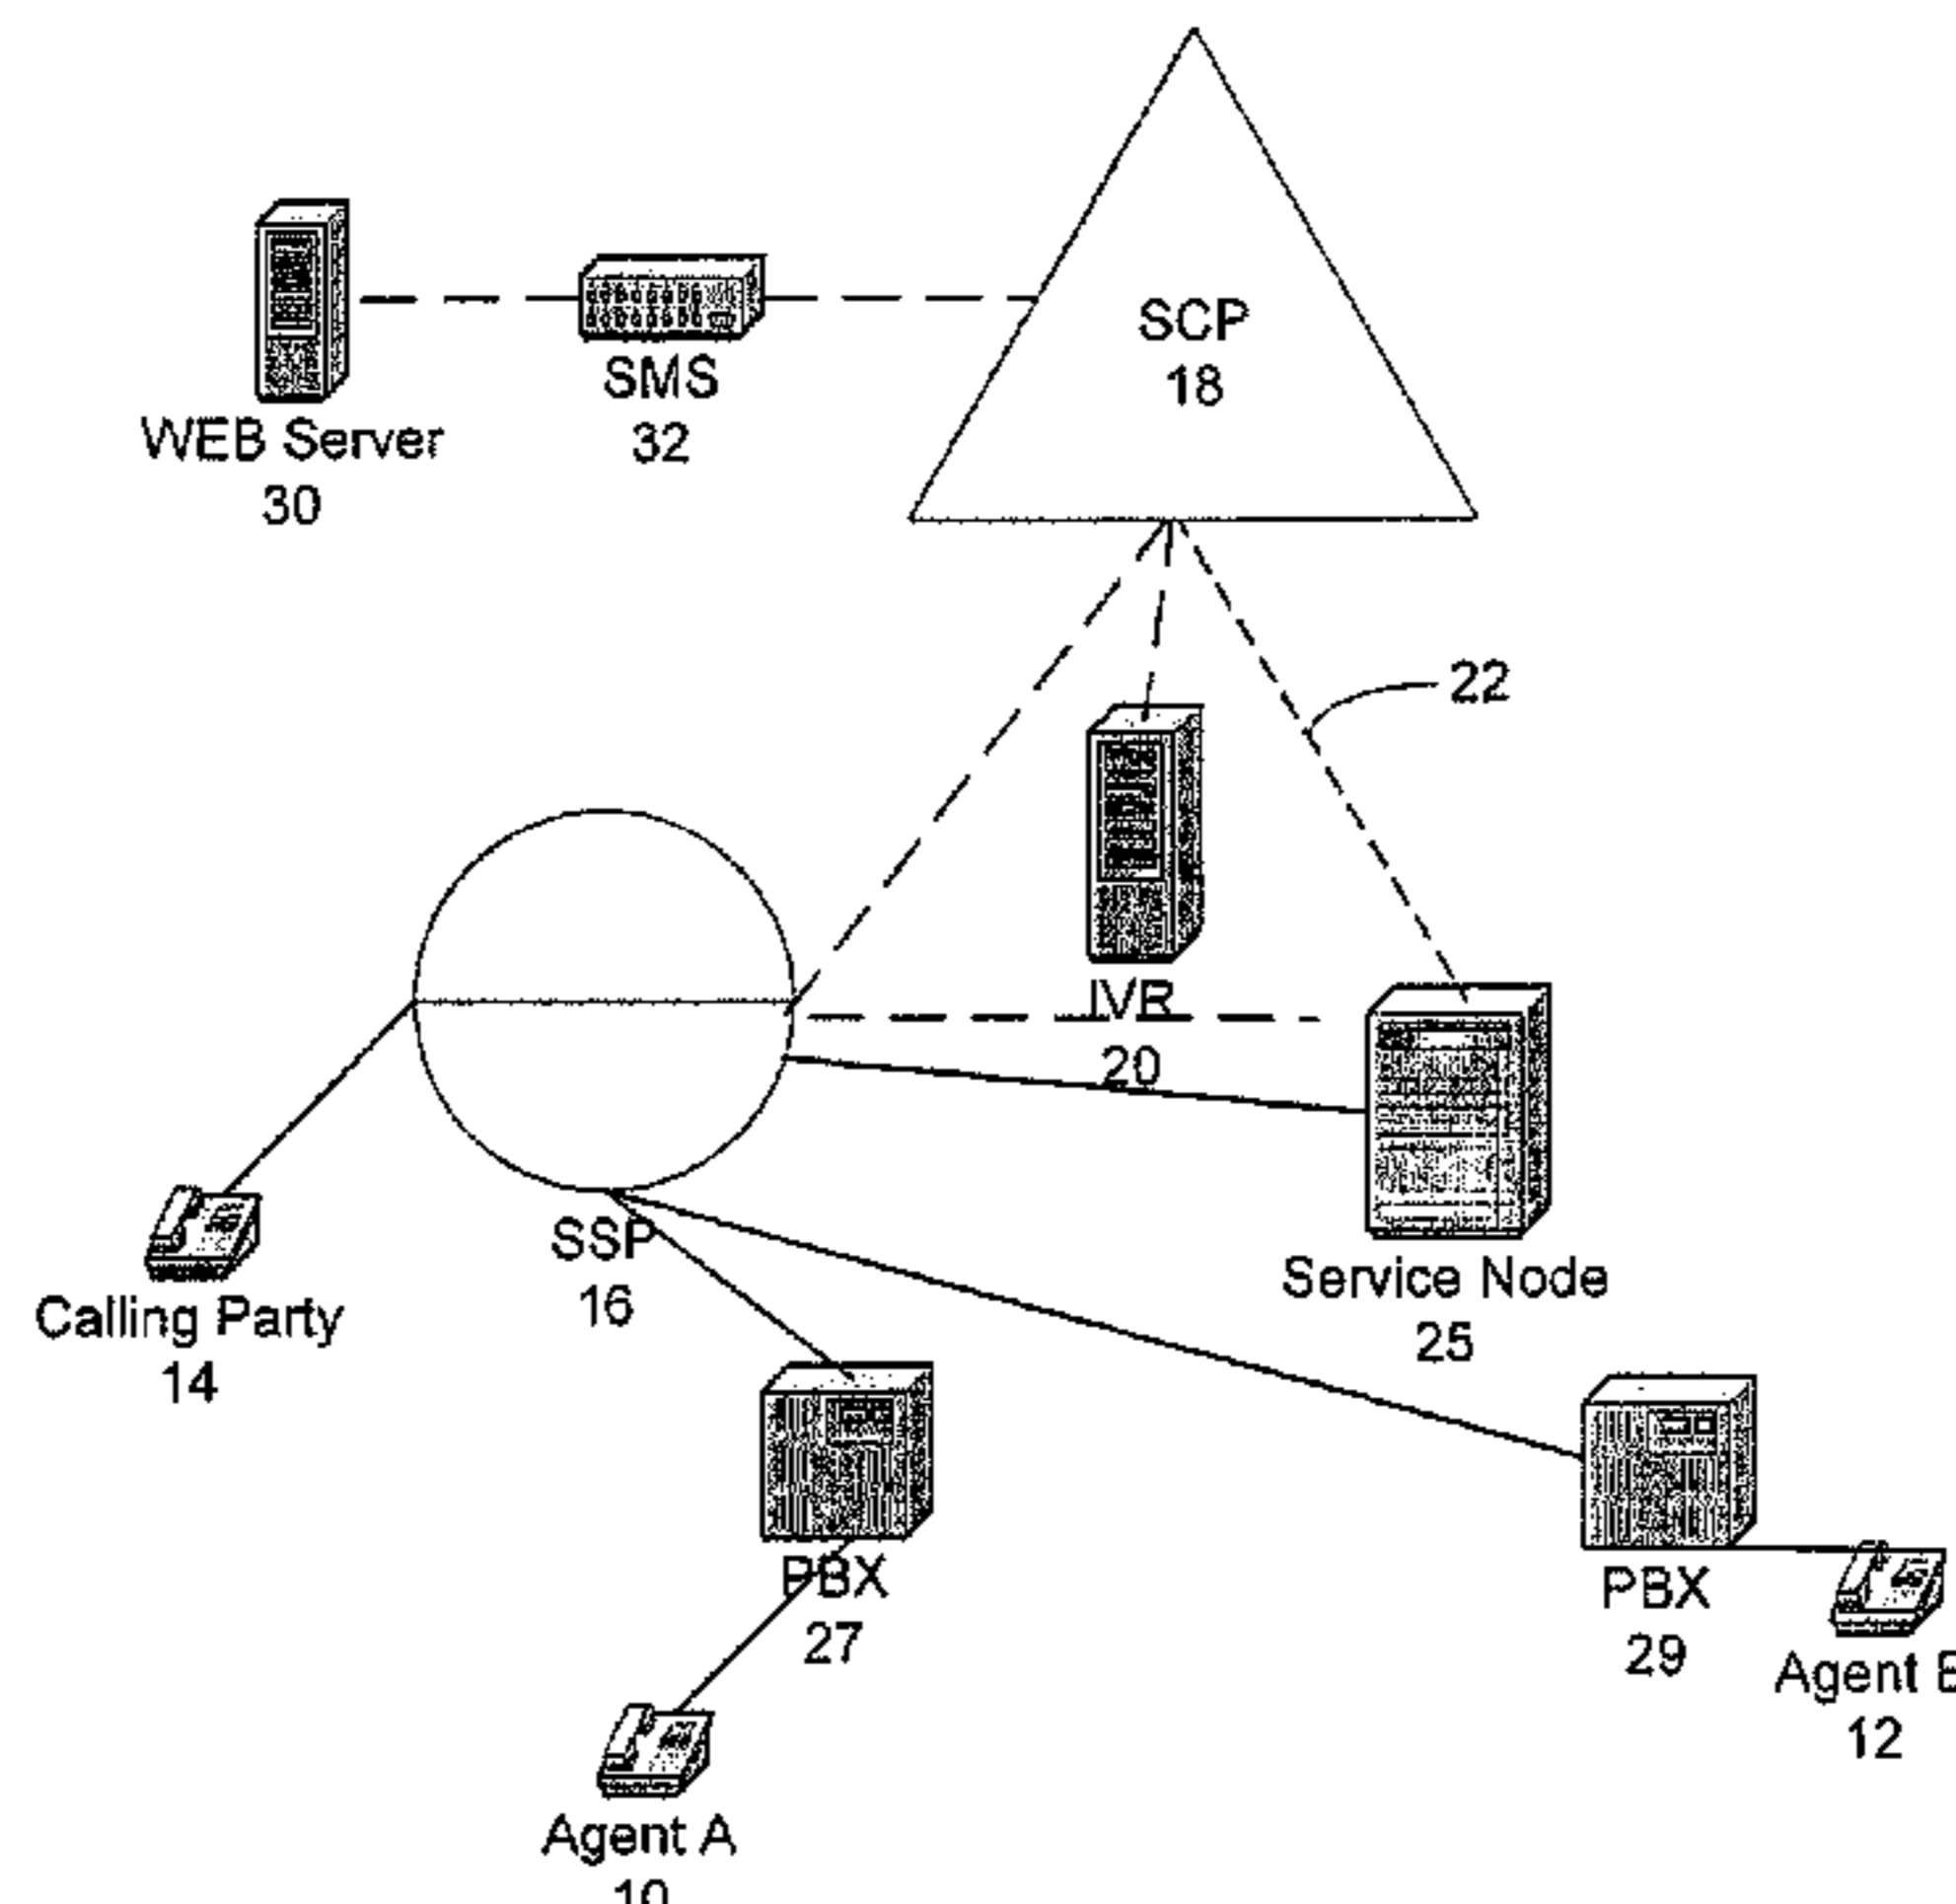 SCP
18
SMS
32
WEB Server
30
22
IVR
20
SSP
16
Service Node
25
Calling Party
14
PBX
27
PBX
29
Agent B
12
Agent A
10